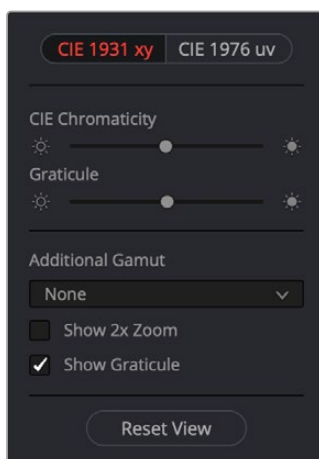 CIE 1931 xy CIE 1976 uv
CIE Chromaticity
Graticule
Additional Gamut
None
Show 2x Zoom
Show Graticule
Reset View